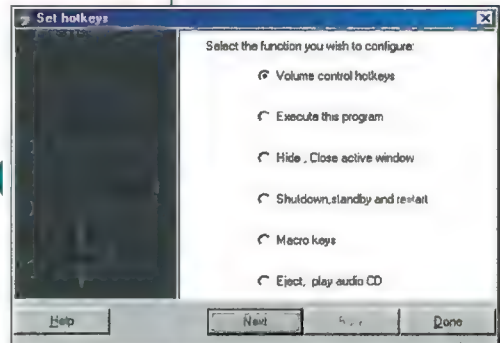 Set hotkeys
Select the function you wish to configure:
Volume control hotkeys
Execute this program
Hide , Close active window
Shutdown,standby and restart
Macro keys
Eject, play audio CD
Help
Next
Done